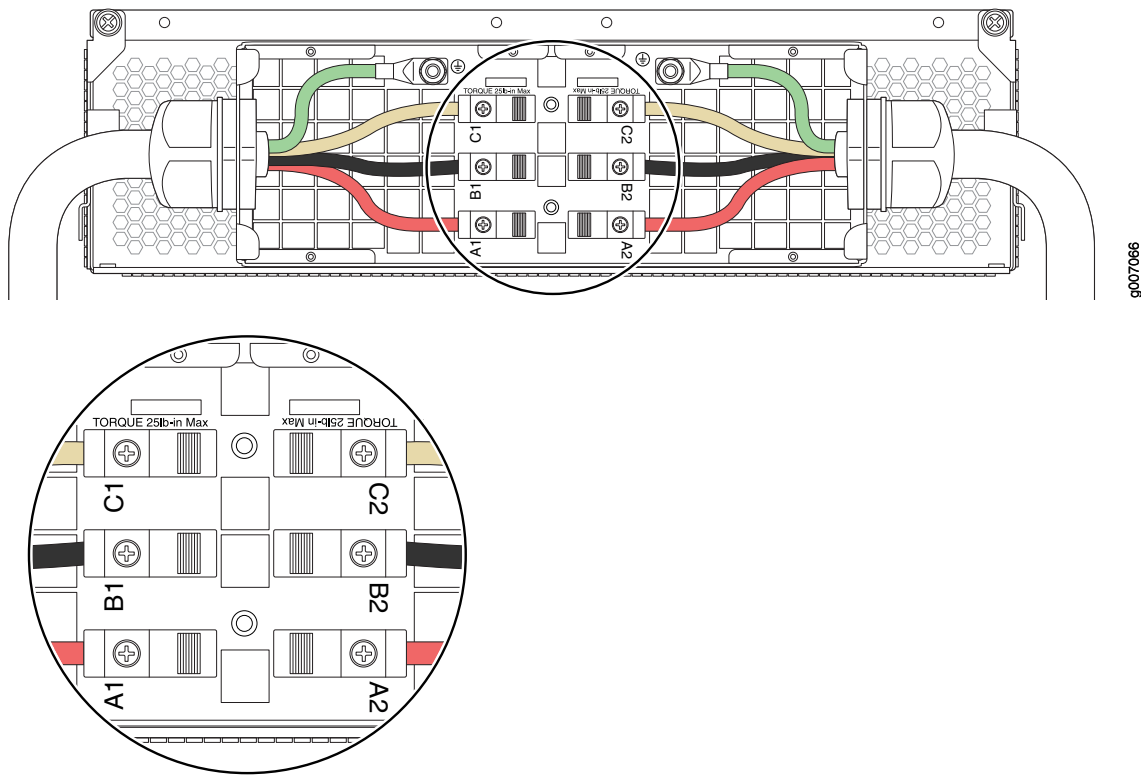 TORQUE 25lb-in Max
TORQUE 25lb-in Max
C1
C2
B1
B2
A1
A2
g007066
TORQUE 25lb-in Max
TORQUE 25lb-in Max
C1
C2
B1
B2
A1
A2